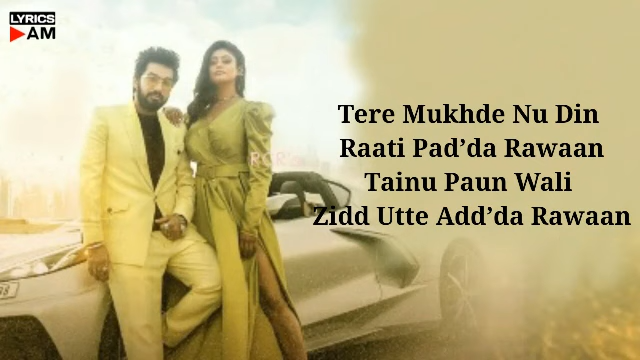 LYRICS
AM
Tere Mukhde Nu Din
Raati Pad’da Rawaan
Tainu Paun Wali
Zidd Utte Add’da Rawaan